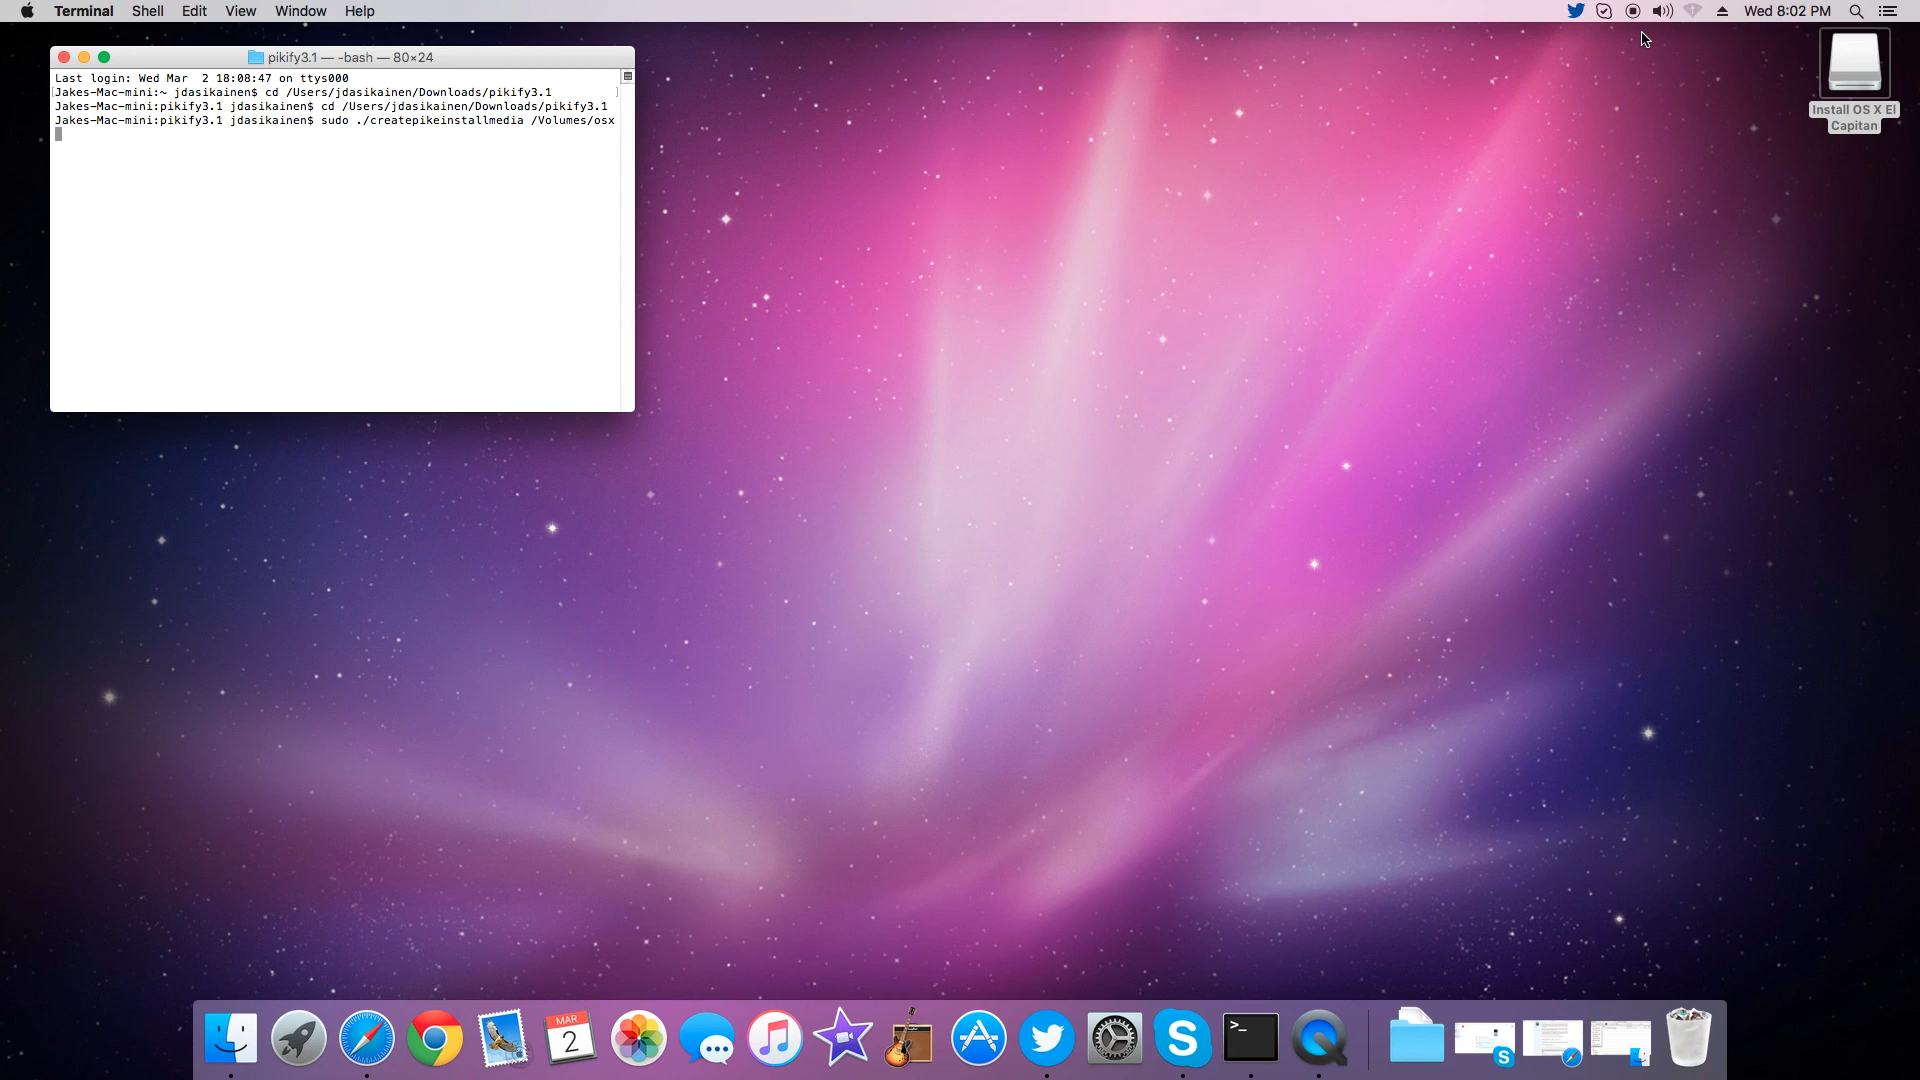 Terminal Shell Edit View Window Help
Wed 8:02 PM
pikify3.1 — -bash — 80×24
Last login: Wed Mar  2 18:08:47 on ttys000
[Jakes-Mac-mini:~ jdasikainen$ cd /Users/jdasikainen/Downloads/pikify3.1 ]
Jakes-Mac-mini:pikify3.1 jdasikainen$ cd /Users/jdasikainen/Downloads/pikify3.1
Jakes-Mac-mini:pikify3.1 jdasikainen$ sudo ./createpikeinstallmedia /Volumes/osx
Install OS X El
Capitan
MAR
2
S
>_
S